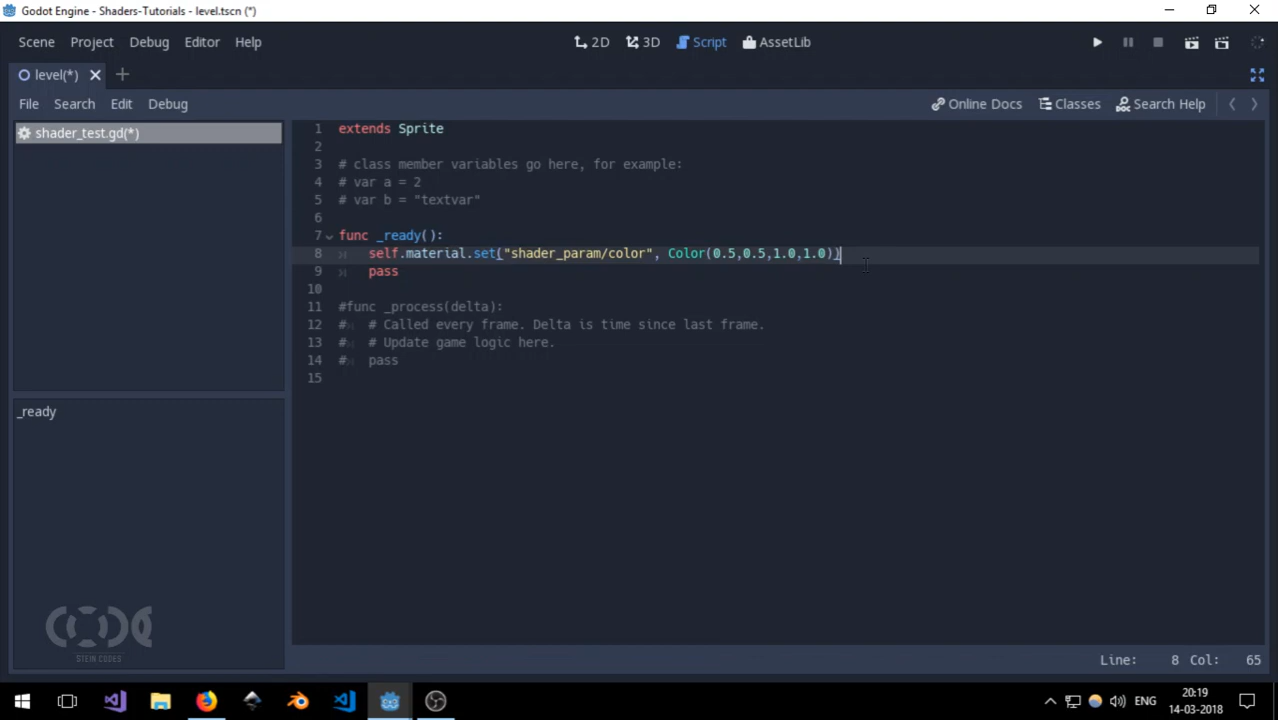 Godot Engine - Shaders-Tutorials - level.tscn (*)
Scene Project Debug Editor Help
2D 3D Script AssetLib
level(*)
File Search Edit Debug
Online Docs Classes Search Help
shader_test.gd(*)
_ready
1 extends Sprite
2
3 # class member variables go here, for example:
4 # var a = 2
5 # var b = "textvar"
6
7 func _ready():
8 self.material.set("shader_param/color", Color(0.5,0.5,1.0,1.0))
9 pass
10
11 #func _process(delta):
12 # # Called every frame. Delta is time since last frame.
13 # # Update game logic here.
14 # pass
15
CODE
STEIN CODES
Line: 8 Col: 65
ENG
20:19
14-03-2018